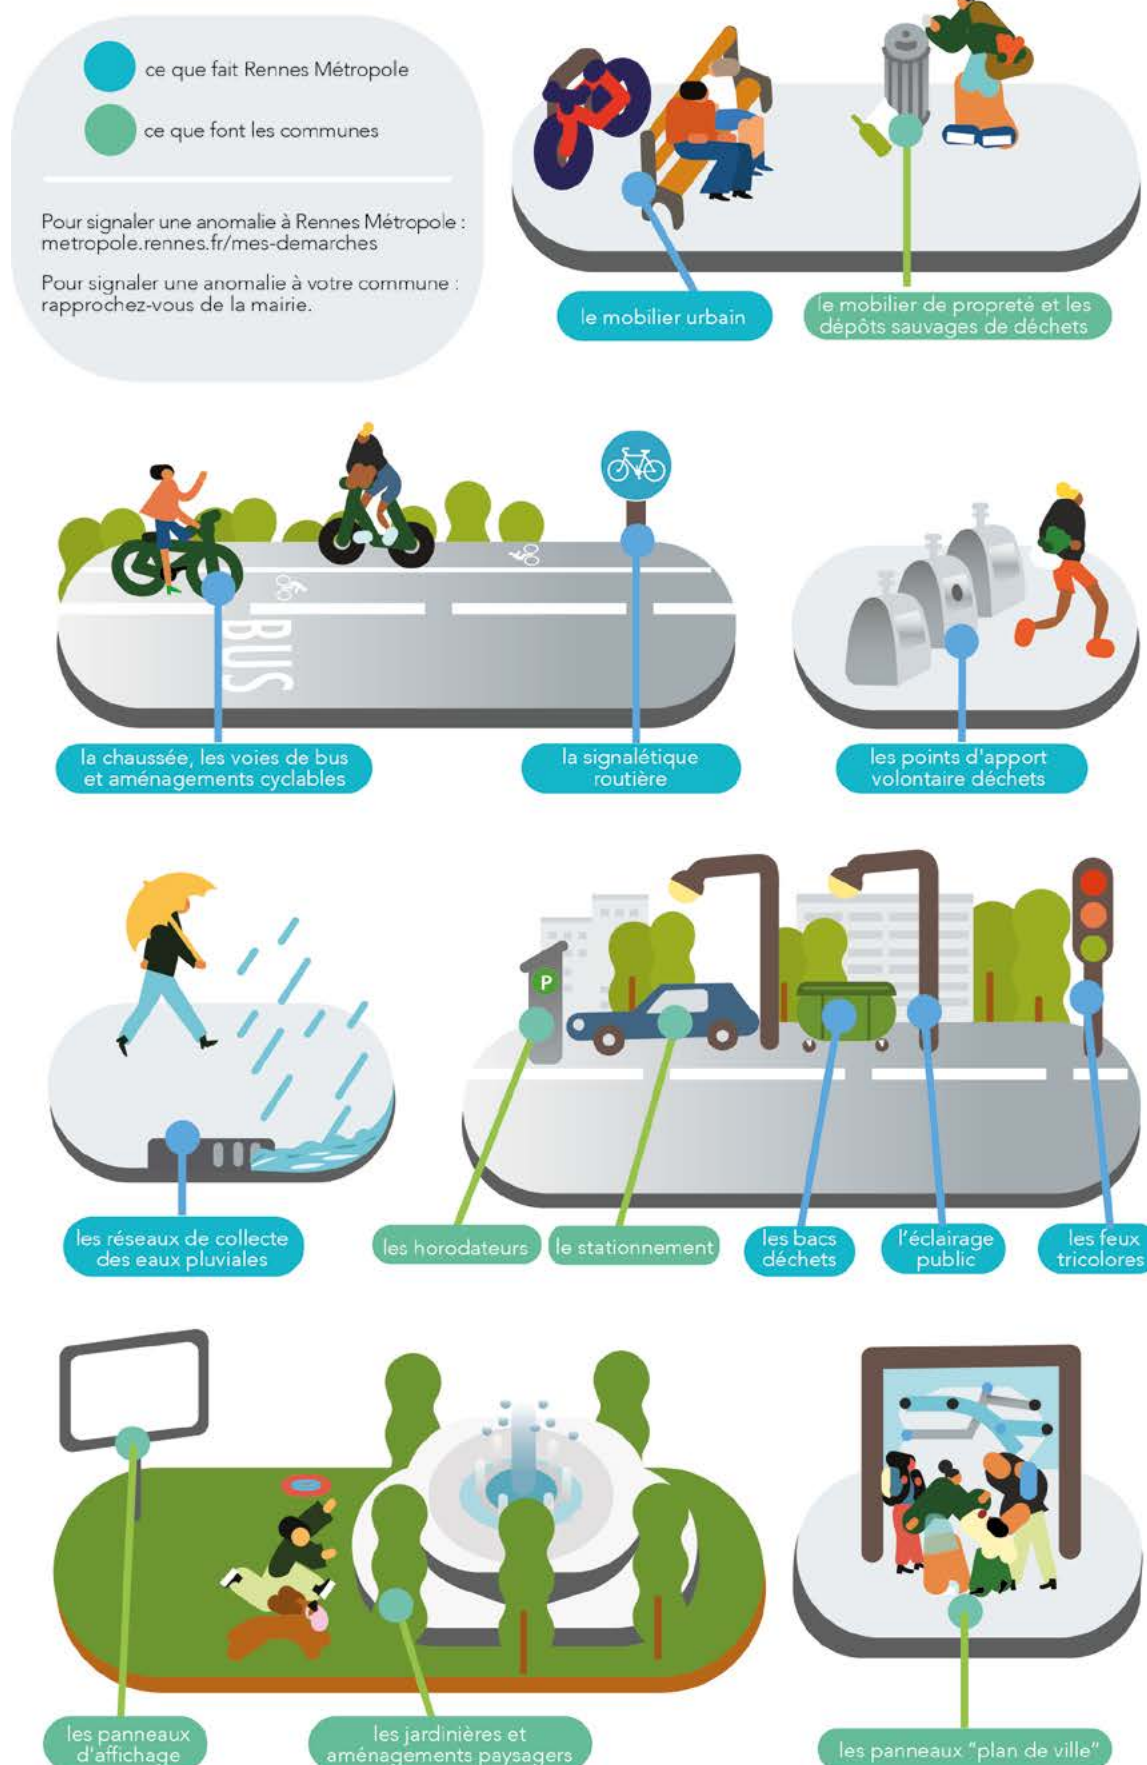 ce que fait Rennes Métropole
ce que font les communes
Pour signaler une anomalie à Rennes Métropole :
metropole.rennes.fr/mes-demarches
Pour signaler une anomalie à votre commune :
rapprochez-vous de la mairie.
le mobilier urbain
le mobilier de propreté et les
dépôts sauvages de déchets
BUS
la chaussée, les voies de bus
et aménagements cyclables
la signalétique
routière
les points d'apport
volontaire déchets
P
les réseaux de collecte
des eaux pluviales
les horodateurs
le stationnement
les bacs
déchets
l'éclairage
public
les feux
tricolores
les panneaux
d'affichage
les jardinières et
aménagements paysagers
les panneaux "plan de ville"